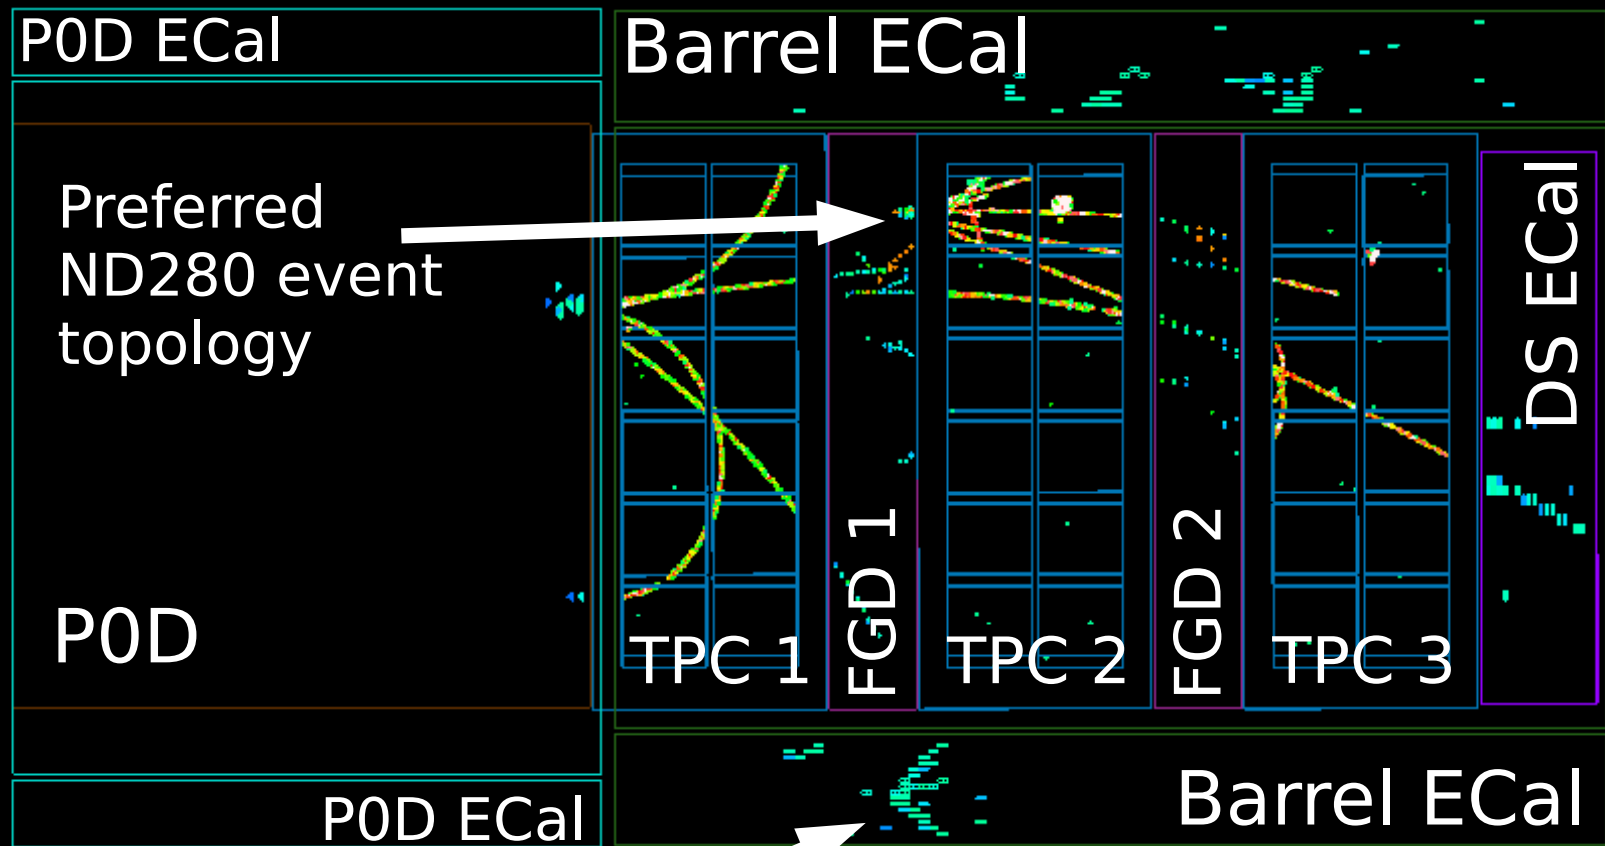 P0D ECal
Barrel ECal
Preferred
ND280 event
topology
DS ECal
P0D
TPC 1
FGD 1
TPC 2
FGD 2
TPC 3
P0D ECal
Barrel ECal